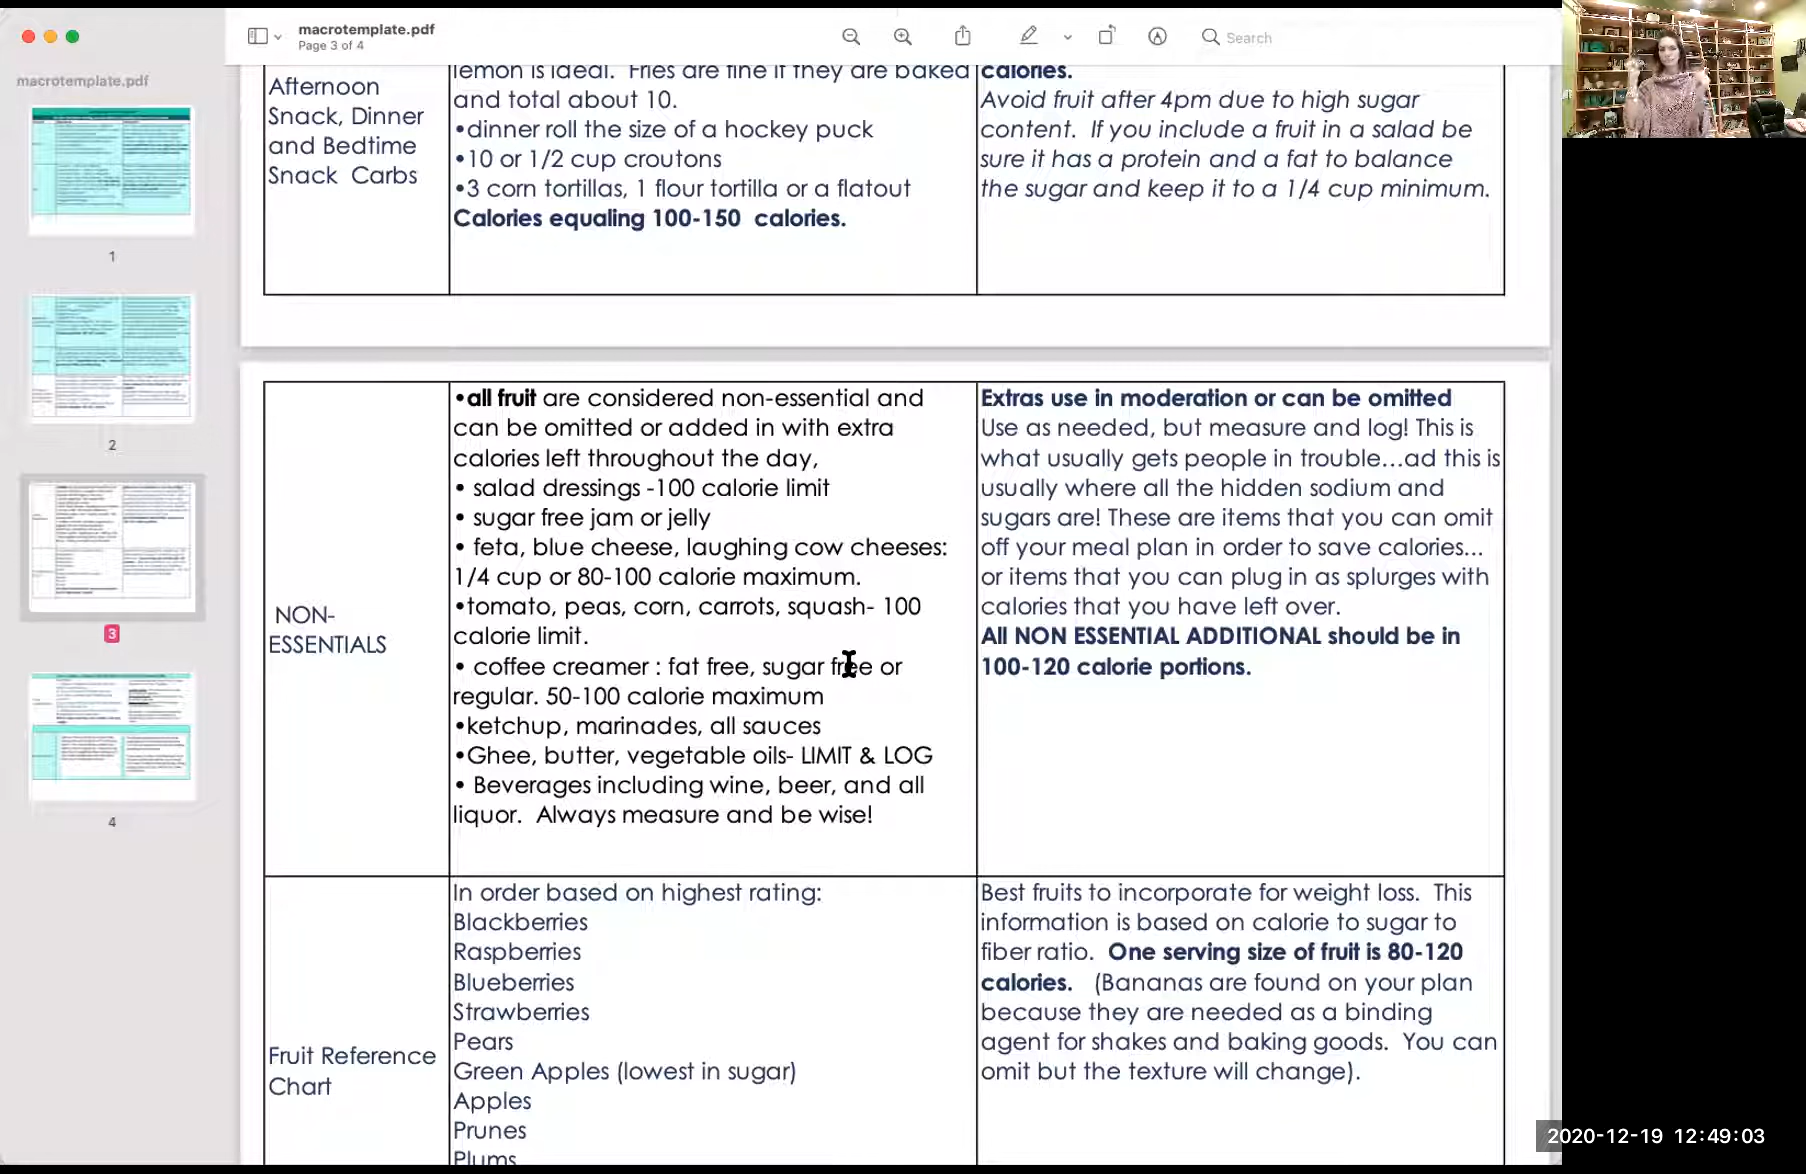 macrotemplate.pdf
Page 3 of 4
Search
macrotemplate.pdf
1
2
3
4
Afternoon
Snack, Dinner
and Bedtime
Snack Carbs
lemon is ideal. Fries are fine if they are baked
and total about 10.
•dinner roll the size of a hockey puck
•10 or 1/2 cup croutons
•3 corn tortillas, 1 flour tortilla or a flatout
Calories equaling 100-150 calories.
calories.
Avoid fruit after 4pm due to high sugar
content. If you include a fruit in a salad be
sure it has a protein and a fat to balance
the sugar and keep it to a 1/4 cup minimum.
NON-
ESSENTIALS
•all fruit are considered non-essential and
can be omitted or added in with extra
calories left throughout the day,
• salad dressings -100 calorie limit
• sugar free jam or jelly
• feta, blue cheese, laughing cow cheeses:
1/4 cup or 80-100 calorie maximum.
•tomato, peas, corn, carrots, squash- 100
calorie limit.
• coffee creamer : fat free, sugar free or
regular. 50-100 calorie maximum
•ketchup, marinades, all sauces
•Ghee, butter, vegetable oils- LIMIT & LOG
• Beverages including wine, beer, and all
liquor. Always measure and be wise!
Extras use in moderation or can be omitted
Use as needed, but measure and log! This is
what usually gets people in trouble...ad this is
usually where all the hidden sodium and
sugars are! These are items that you can omit
off your meal plan in order to save calories...
or items that you can plug in as splurges with
calories that you have left over.
All NON ESSENTIAL ADDITIONAL should be in
100-120 calorie portions.
Fruit Reference
Chart
In order based on highest rating:
Blackberries
Raspberries
Blueberries
Strawberries
Pears
Green Apples (lowest in sugar)
Apples
Prunes
Plums
Best fruits to incorporate for weight loss. This
information is based on calorie to sugar to
fiber ratio. One serving size of fruit is 80-120
calories. (Bananas are found on your plan
because they are needed as a binding
agent for shakes and baking goods. You can
omit but the texture will change).
2020-12-19 12:49:03